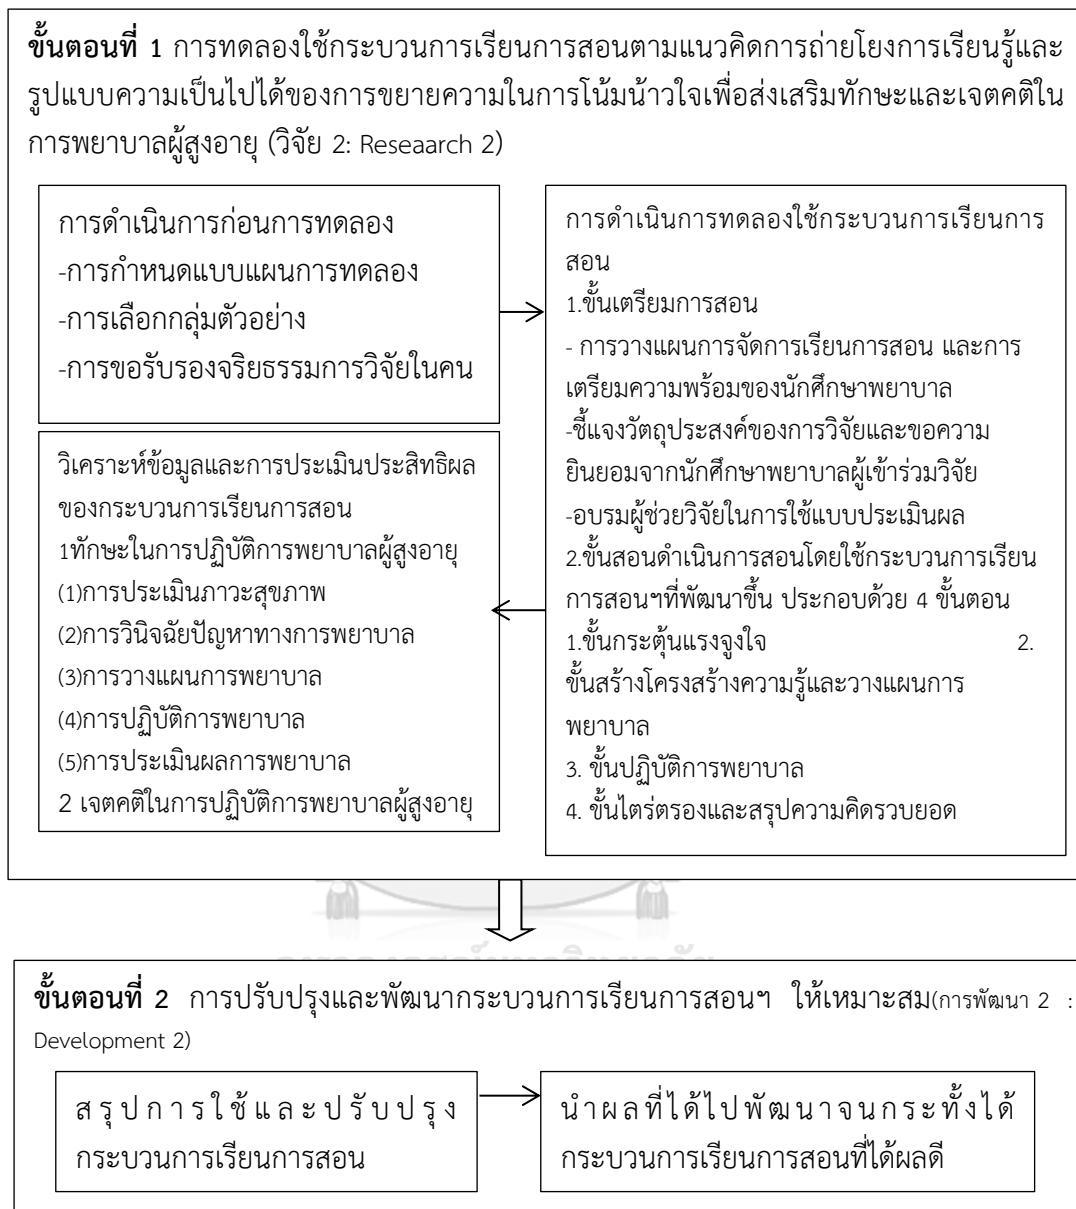 ขั้นตอนที่ 1 การทดลองใช้กระบวนการเรียนการสอนตามแนวคิดการถ่ายโยงการเรียนรู้และ
รูปแบบความเป็นไปได้ของการขยายความในการโน้มน้าวใจเพื่อส่งเสริมทักษะและเจตคติใน
การพยาบาลผู้สูงอายุ (วิจัย 2: Reseaarch 2)
การดำเนินการก่อนการทดลอง
-การกำหนดแบบแผนการทดลอง
-การเลือกกลุ่มตัวอย่าง
-การขอรับรองจริยธรรมการวิจัยในคน
การดำเนินการทดลองใช้กระบวนการเรียนการ
สอน
1.ขั้นเตรียมการสอน
- การวางแผนการจัดการเรียนการสอน และการ
เตรียมความพร้อมของนักศึกษาพยาบาล
-ชี้แจงวัตถุประสงค์ของการวิจัยและขอความ
ยินยอมจากนักศึกษาพยาบาลผู้เข้าร่วมวิจัย
-อบรมผู้ช่วยวิจัยในการใช้แบบประเมินผล
2.ขั้นสอนดำเนินการสอนโดยใช้กระบวนการเรียน
การสอนฯที่พัฒนาขึ้น ประกอบด้วย 4 ขั้นตอน
1.ขั้นกระตุ้นแรงจูงใจ 2.
ขั้นสร้างโครงสร้างความรู้และวางแผนการ
พยาบาล
3. ขั้นปฏิบัติการพยาบาล
4. ขั้นไตร่ตรองและสรุปความคิดรวบยอด
วิเคราะห์ข้อมูลและการประเมินประสิทธิผล
ของกระบวนการเรียนการสอน
1ทักษะในการปฏิบัติการพยาบาลผู้สูงอายุ
(1)การประเมินภาวะสุขภาพ
(2)การวินิจฉัยปัญหาทางการพยาบาล
(3)การวางแผนการพยาบาล
(4)การปฏิบัติการพยาบาล
(5)การประเมินผลการพยาบาล
2 เจตคติในการปฏิบัติการพยาบาลผู้สูงอายุ
ขั้นตอนที่ 2 การปรับปรุงและพัฒนากระบวนการเรียนการสอนฯ ให้เหมาะสม(การพัฒนา 2 :
Development 2)
สรุปการใช้และปรับปรุง
กระบวนการเรียนการสอน
นำผลที่ได้ไปพัฒนาจนกระทั้งได้
กระบวนการเรียนการสอนที่ได้ผลดี